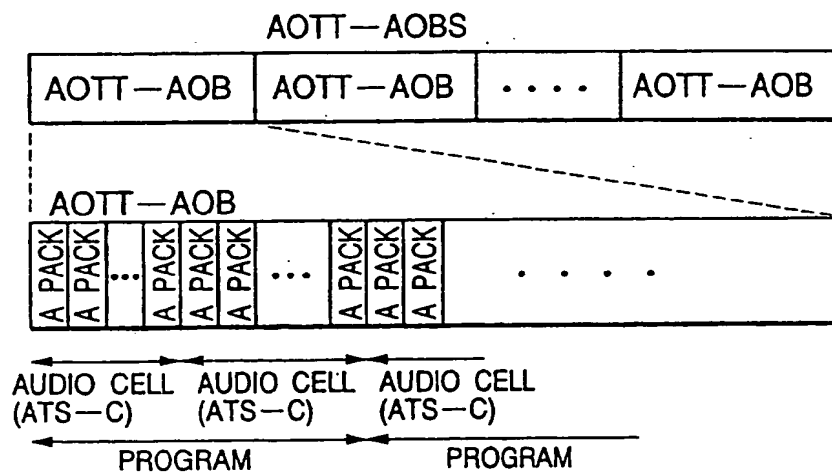 AOTT—AOBS
AOTT—AOB AOTT—AOB • • • • AOTT—AOB
AOTT—AOB
A PACK A PACK ••• A PACK A PACK A PACK ••• A PACK A PACK A PACK • • • •
AUDIO CELL AUDIO CELL AUDIO CELL
(ATS—C) (ATS—C) (ATS—C)
PROGRAM PROGRAM